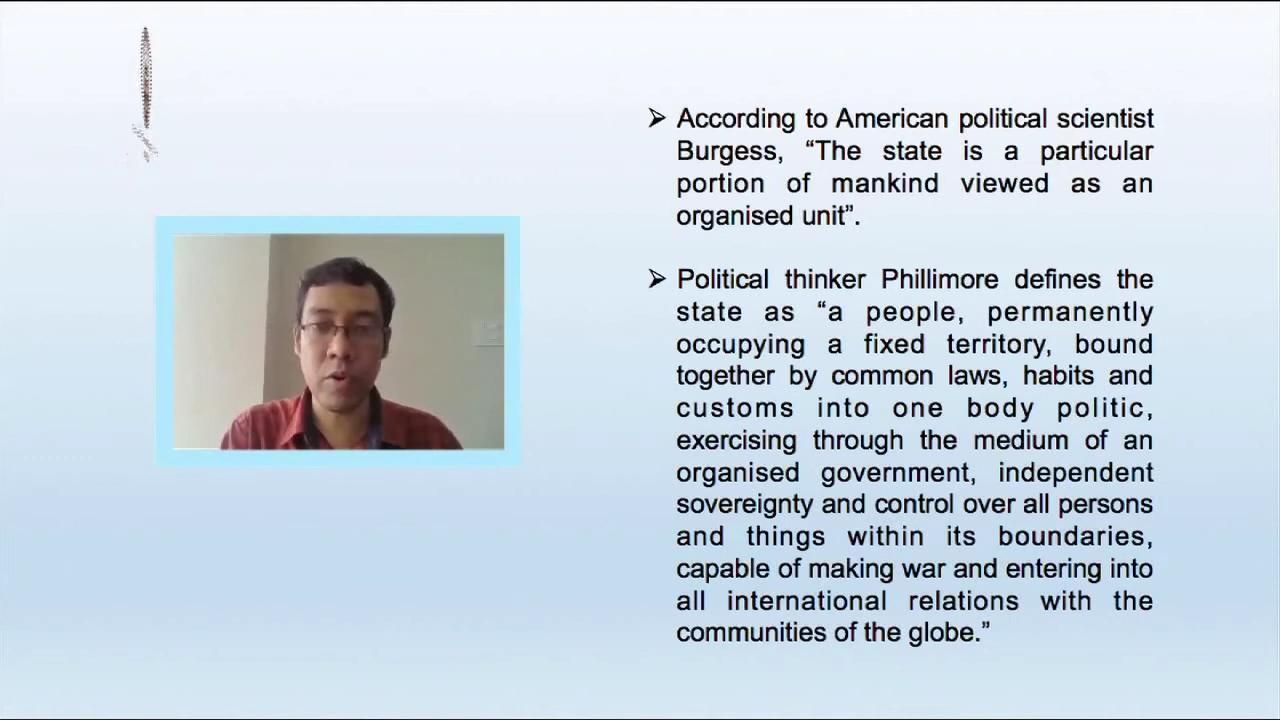 ➢ According to American political scientist
Burgess, “The state is a particular
portion of mankind viewed as an
organised unit”.
➢ Political thinker Phillimore defines the
state as “a people, permanently
occupying a fixed territory, bound
together by common laws, habits and
customs into one body politic,
exercising through the medium of an
organised government, independent
sovereignty and control over all persons
and things within its boundaries,
capable of making war and entering into
all international relations with the
communities of the globe.”